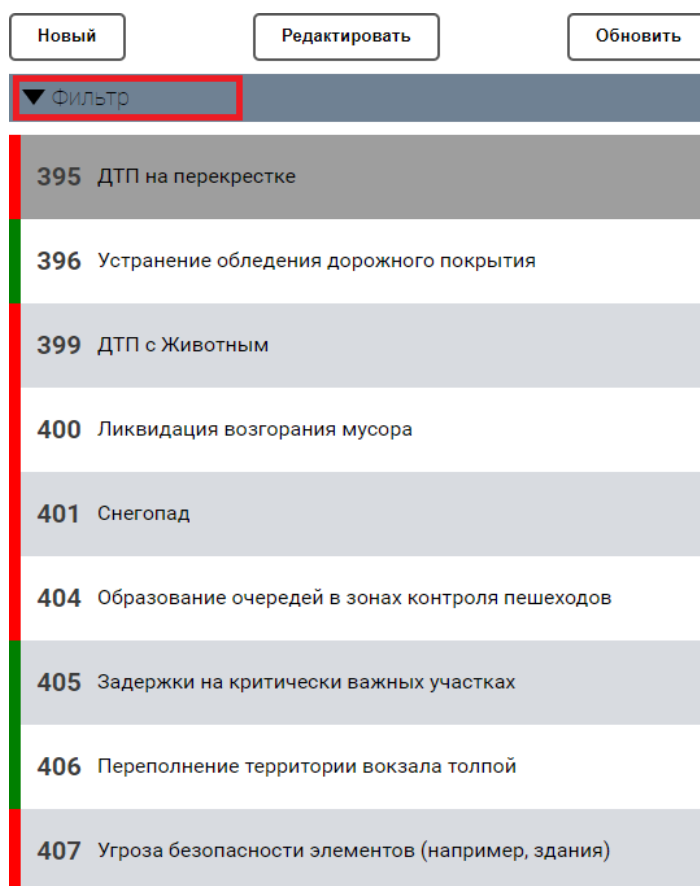 Новый Редактировать Обновить
Фильтр
395 ДТП на перекрестке
396 Устранение обледения дорожного покрытия
399 ДТП с Животным
400 Ликвидация возгорания мусора
401 Снегопад
404 Образование очередей в зонах контроля пешеходов
405 Задержки на критически важных участках
406 Переполнение территории вокзала толпой
407 Угроза безопасности элементов (например, здания)